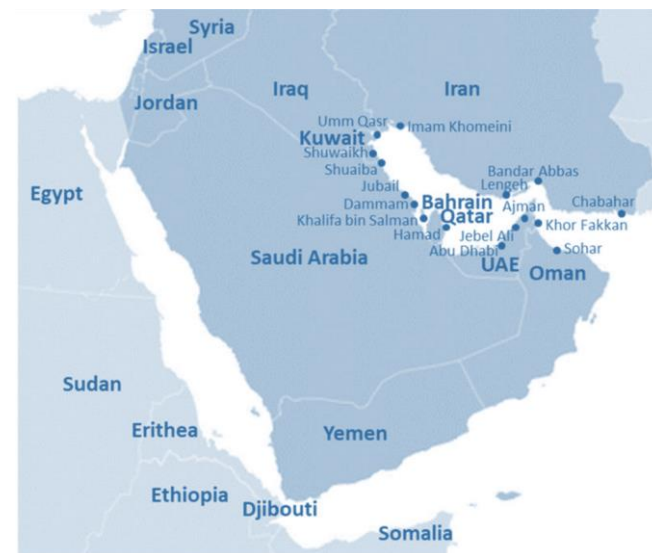 Syria
Israel
Iraq
Iran
Jordan
Umm Qasr
Imam Khomeini
Kuwait
Shuwaikh
Shuaiba
Bandar Abbas
Jubail
Lengeh
Egypt
Dammam
Bahrain
Ajman
Chabahar
Khalifa bin Salman
Qatar
Khor Fakkan
Hamad
Jebel Ali
Abu Dhabi
Sohar
Saudi Arabia
UAE
Oman
Sudan
Erithea
Yemen
Ethiopia
Djibouti
Somalia